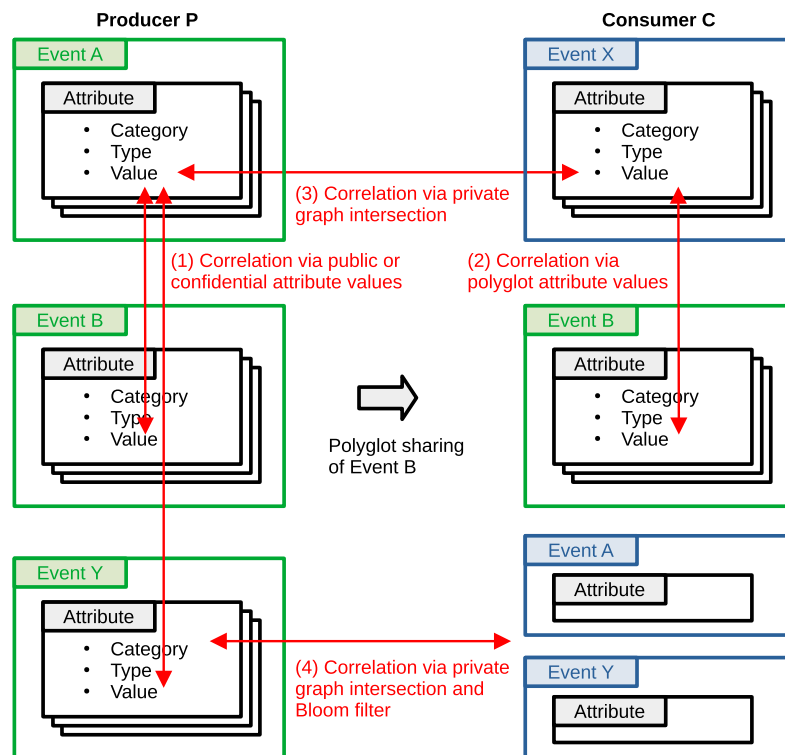 Producer P
Consumer C
Event A
Attribute
• Category
• Type
• Value
Event X
Attribute
• Category
• Type
• Value
(3) Correlation via private
graph intersection
(1) Correlation via public or
confidential attribute values
(2) Correlation via
polyglot attribute values
Event B
Attribute
• Category
• Type
• Value
Polyglot sharing
of Event B
Event B
Attribute
• Category
• Type
• Value
Event Y
Attribute
• Category
• Type
• Value
(4) Correlation via private
graph intersection and
Bloom filter
Event A
Attribute
Event Y
Attribute